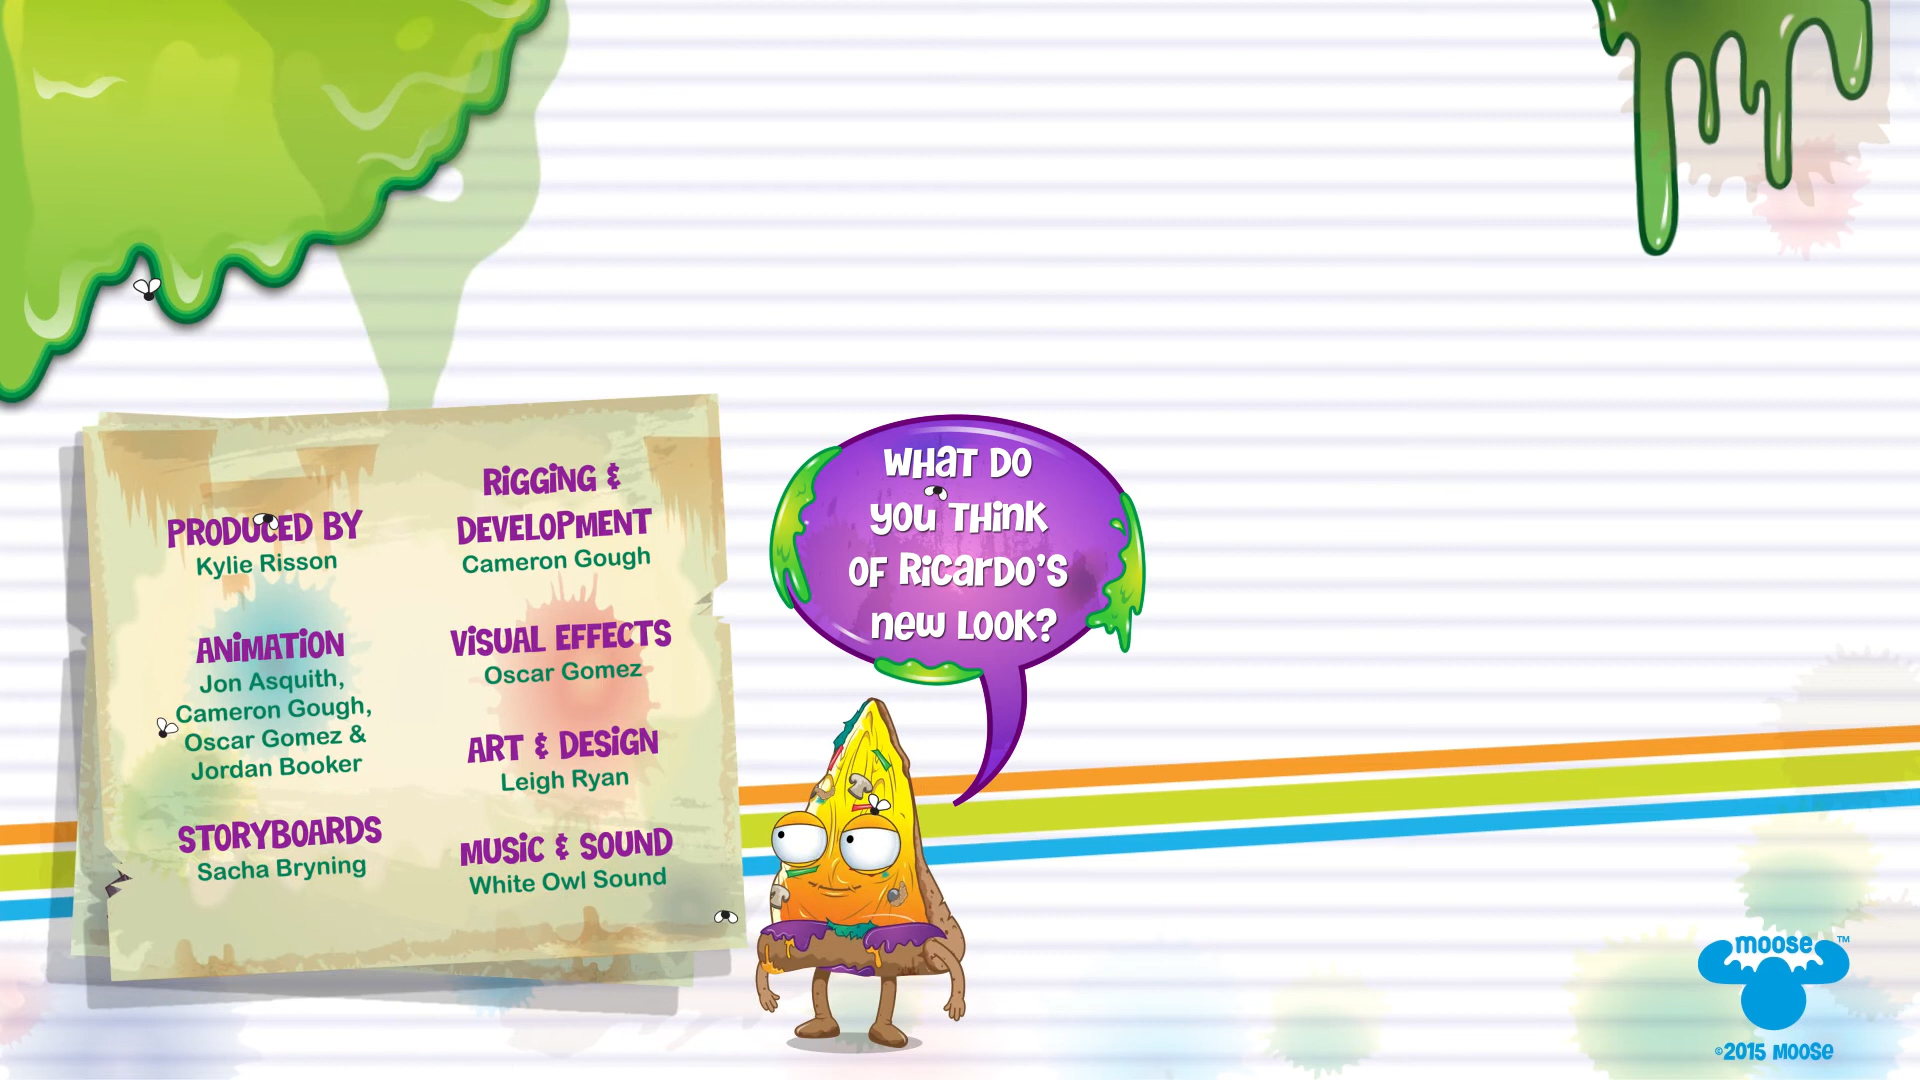 PRODUCED BY
Kylie Risson
ANiMATiON
Jon Asquith,
Cameron Gough,
Oscar Gomez &
Jordan Booker
STORYBOARDS
Sacha Bryning
RiGGiNG &
DEVELOPMENT
Cameron Gough
ViSUAL EFFECTS
Oscar Gomez
ART & DESiGN
Leigh Ryan
MUSiC & SOUND
White Owl Sound
WHaT DO
you THink
OF RicarDO'S
new LOOK?
moose™
©2015 MOOSe